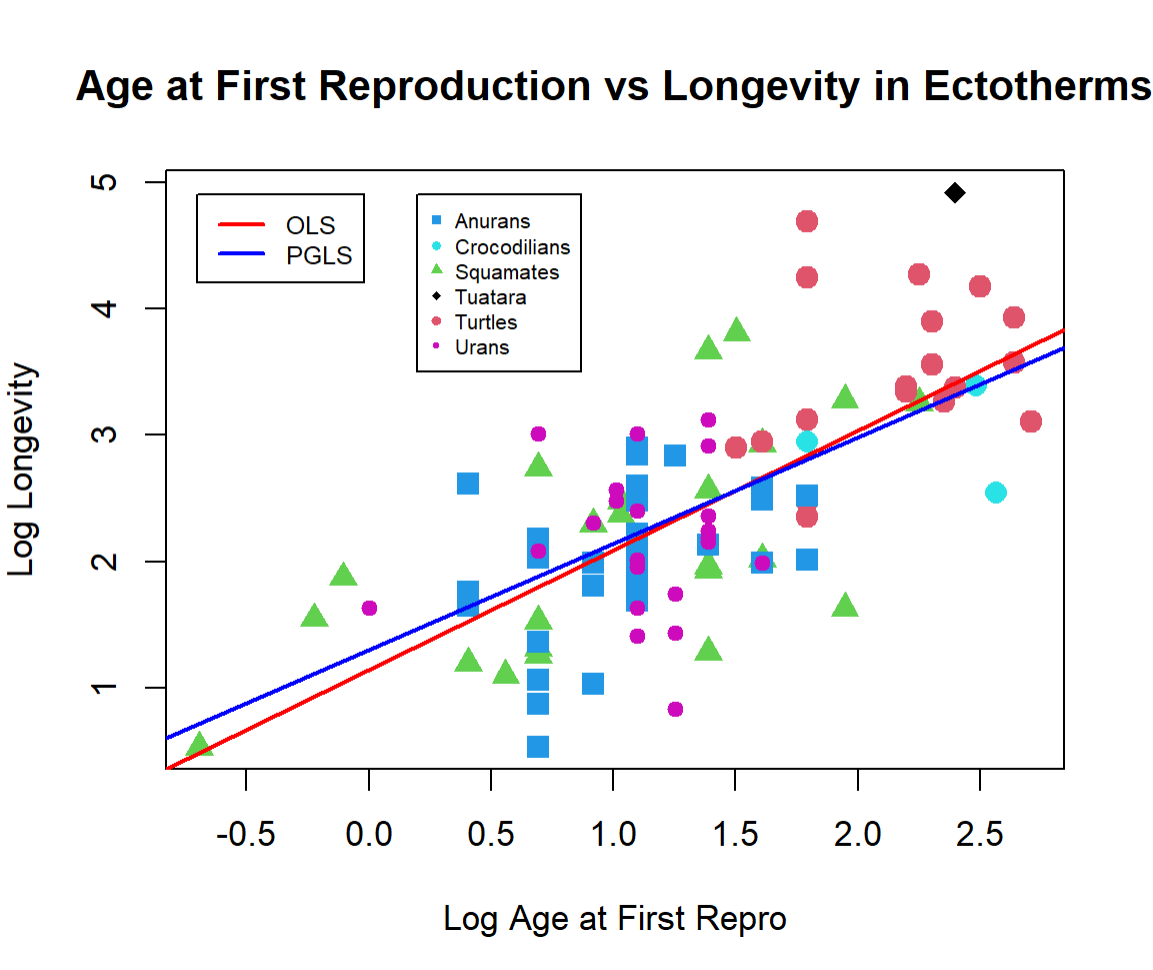 Age at First Reproduction vs Longevity in Ectotherms
OLS
PGLS
Anurans
Crocodilians
Squamates
Tuatara
Turtles
Urans
Log Longevity
5
4
3
2
1
-0.5 0.0 0.5 1.0 1.5 2.0 2.5
Log Age at First Repro